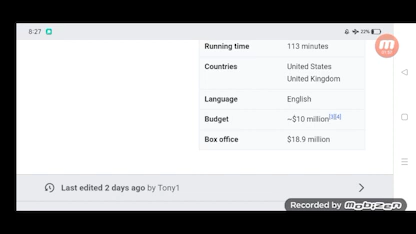 8:27
22%
Running time 113 minutes
Countries United States
United Kingdom
Language English
Budget ~$10 million[3][4]
Box office $18.9 million
Last edited 2 days ago by Tony1
Recorded by
mobizen